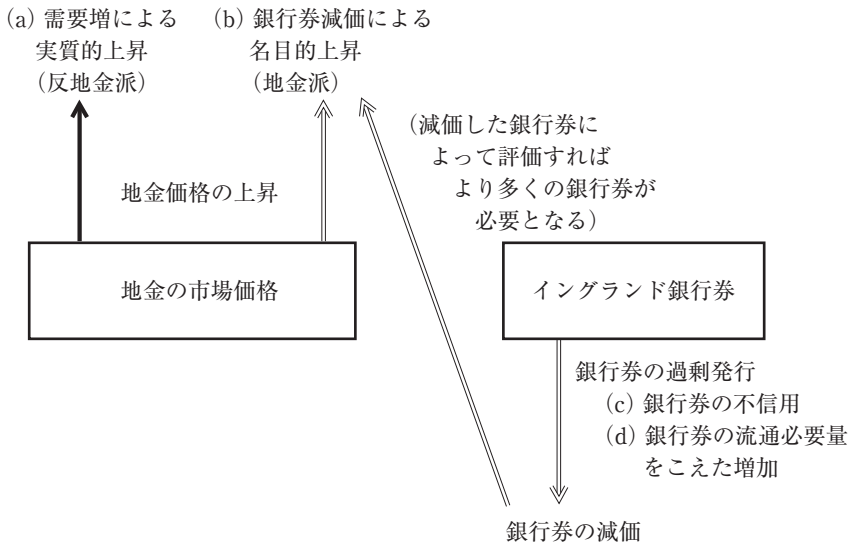 (a) 需要増による
実質的上昇
（反地金派）
(b) 銀行券減価による
名目的上昇
（地金派）
（減価した銀行券に
よって評価すれば
より多くの銀行券が
必要となる）
地金価格の上昇
地金の市場価格
イングランド銀行券
銀行券の過剰発行
(c) 銀行券の不信用
(d) 銀行券の流通必要量
をこえた増加
銀行券の減価